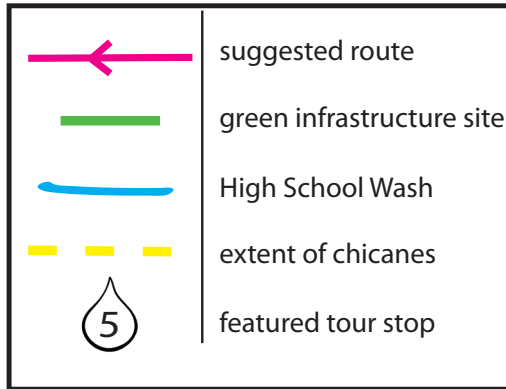 suggested route
green infrastructure site
High School Wash
extent of chicanes
5 featured tour stop